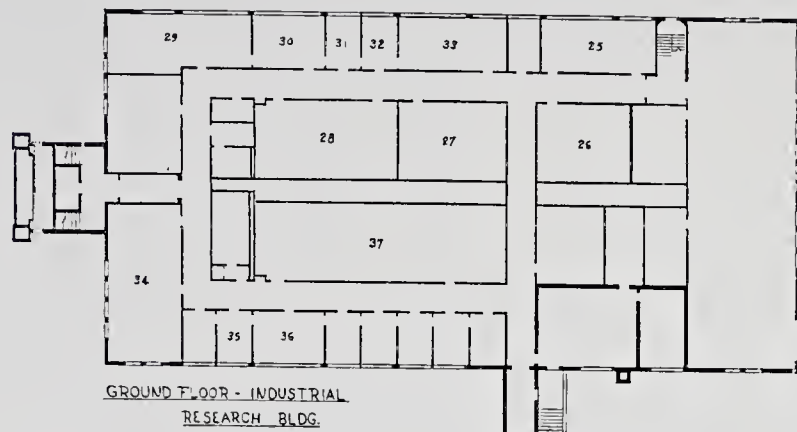 29 30 31 32 33 25
28 27 26
37
34
35 36
GROUND FLOOR - INDUSTRIAL
RESEARCH BLDG.